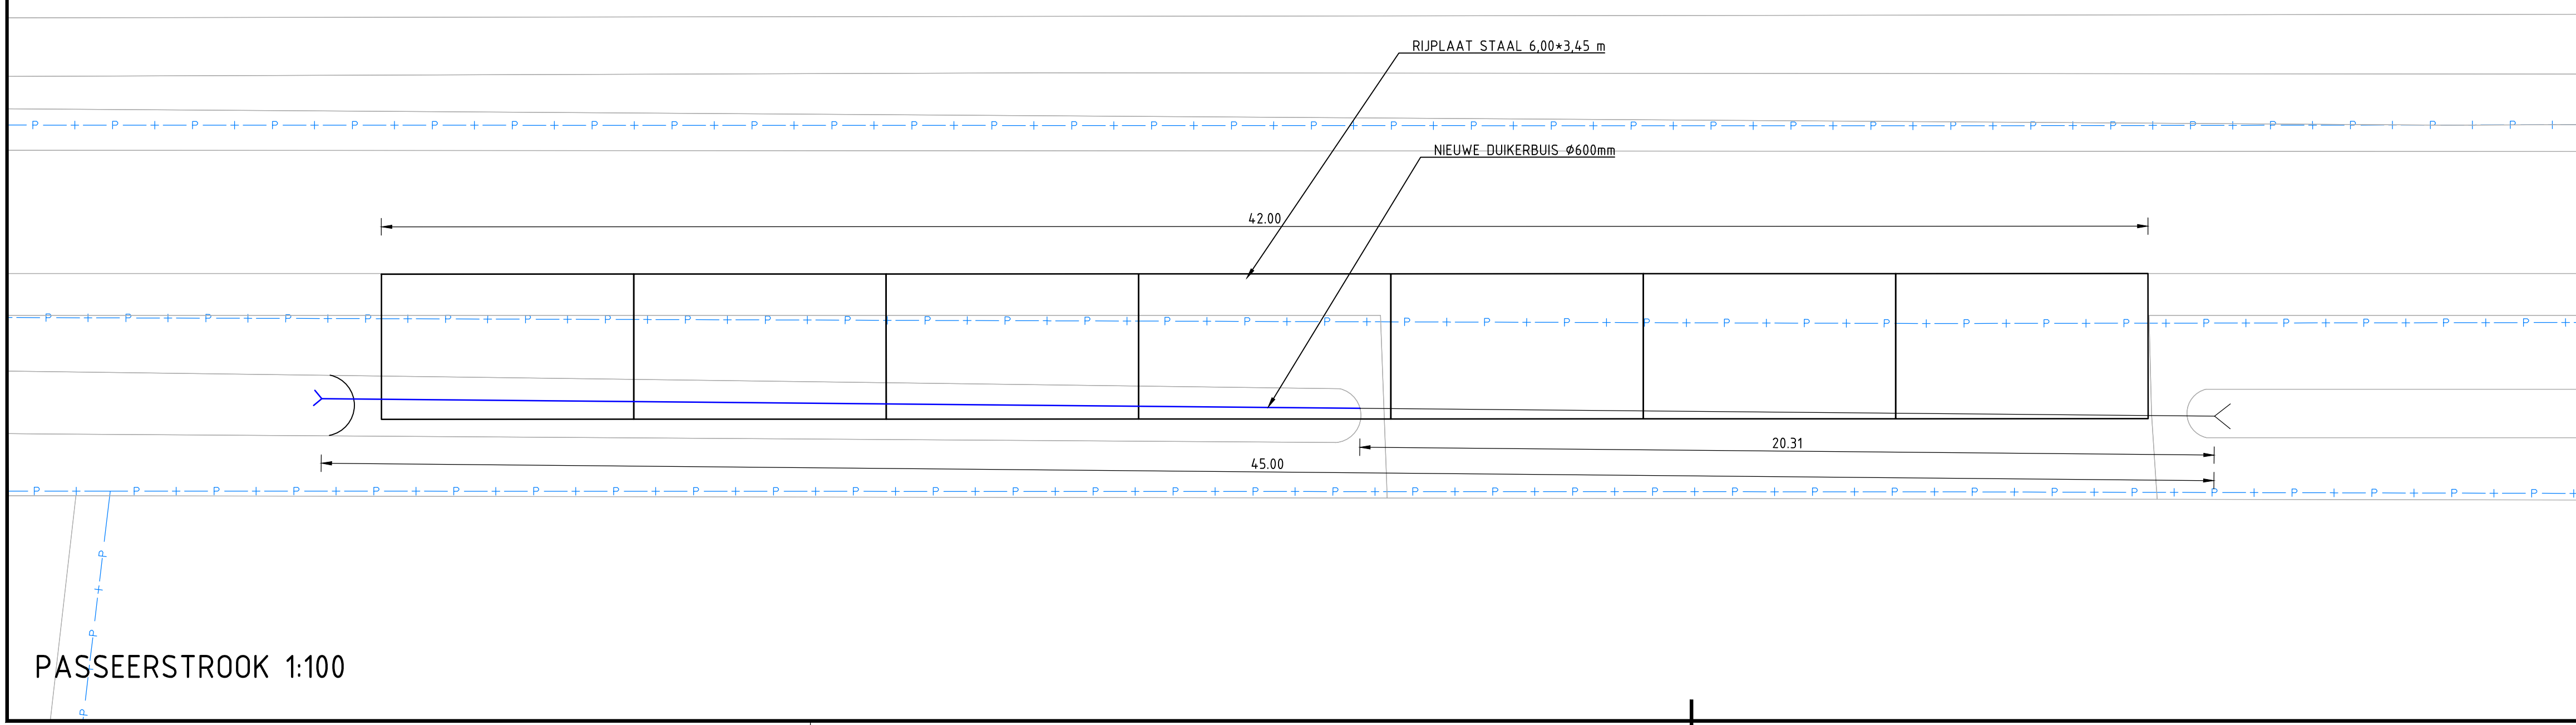 RIJPLAAT STAAL 6,00*3,45 m
P P P P P P P P P P P P P P P P P P P P P P P P P P P P P P P P
NIEUWE DUIKERBUIS Ø600mm
42.00
P P P P P P P P P P P P P P P P P P P P P P P P P P P P P P P P
20.31
45.00
P P P P P P P P P P P P P P P P P P P P P P P P P P P P P P P P
P
P
P
P
PASSEERSTROOK 1:100